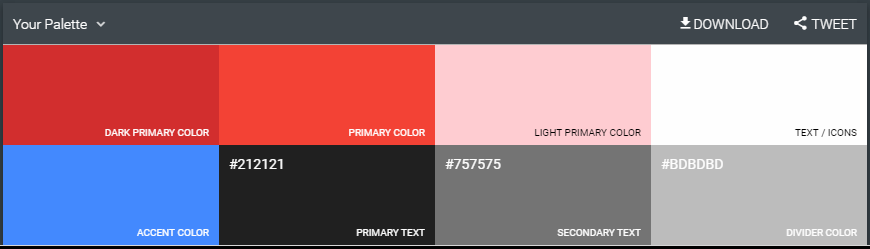 Your Palette
DOWNLOAD
TWEET
DARK PRIMARY COLOR
PRIMARY COLOR
LIGHT PRIMARY COLOR
TEXT / ICONS
#212121
#757575
#BDBDBD
ACCENT COLOR
PRIMARY TEXT
SECONDARY TEXT
DIVIDER COLOR